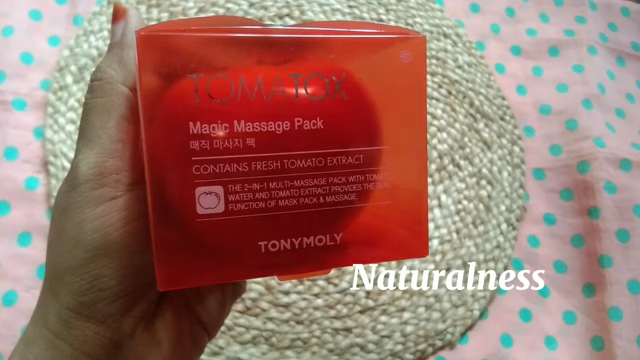 TOMATOX
Magic Massage Pack
매직 마사지 팩
CONTAINS FRESH TOMATO EXTRACT
THE 2-IN-1 MULTI-MASSAGE PACK WITH TOMATO
WATER AND TOMATO EXTRACT PROVIDES THE DUAL
FUNCTION OF MASK PACK & MASSAGE.
TONYMOLY
Naturalness